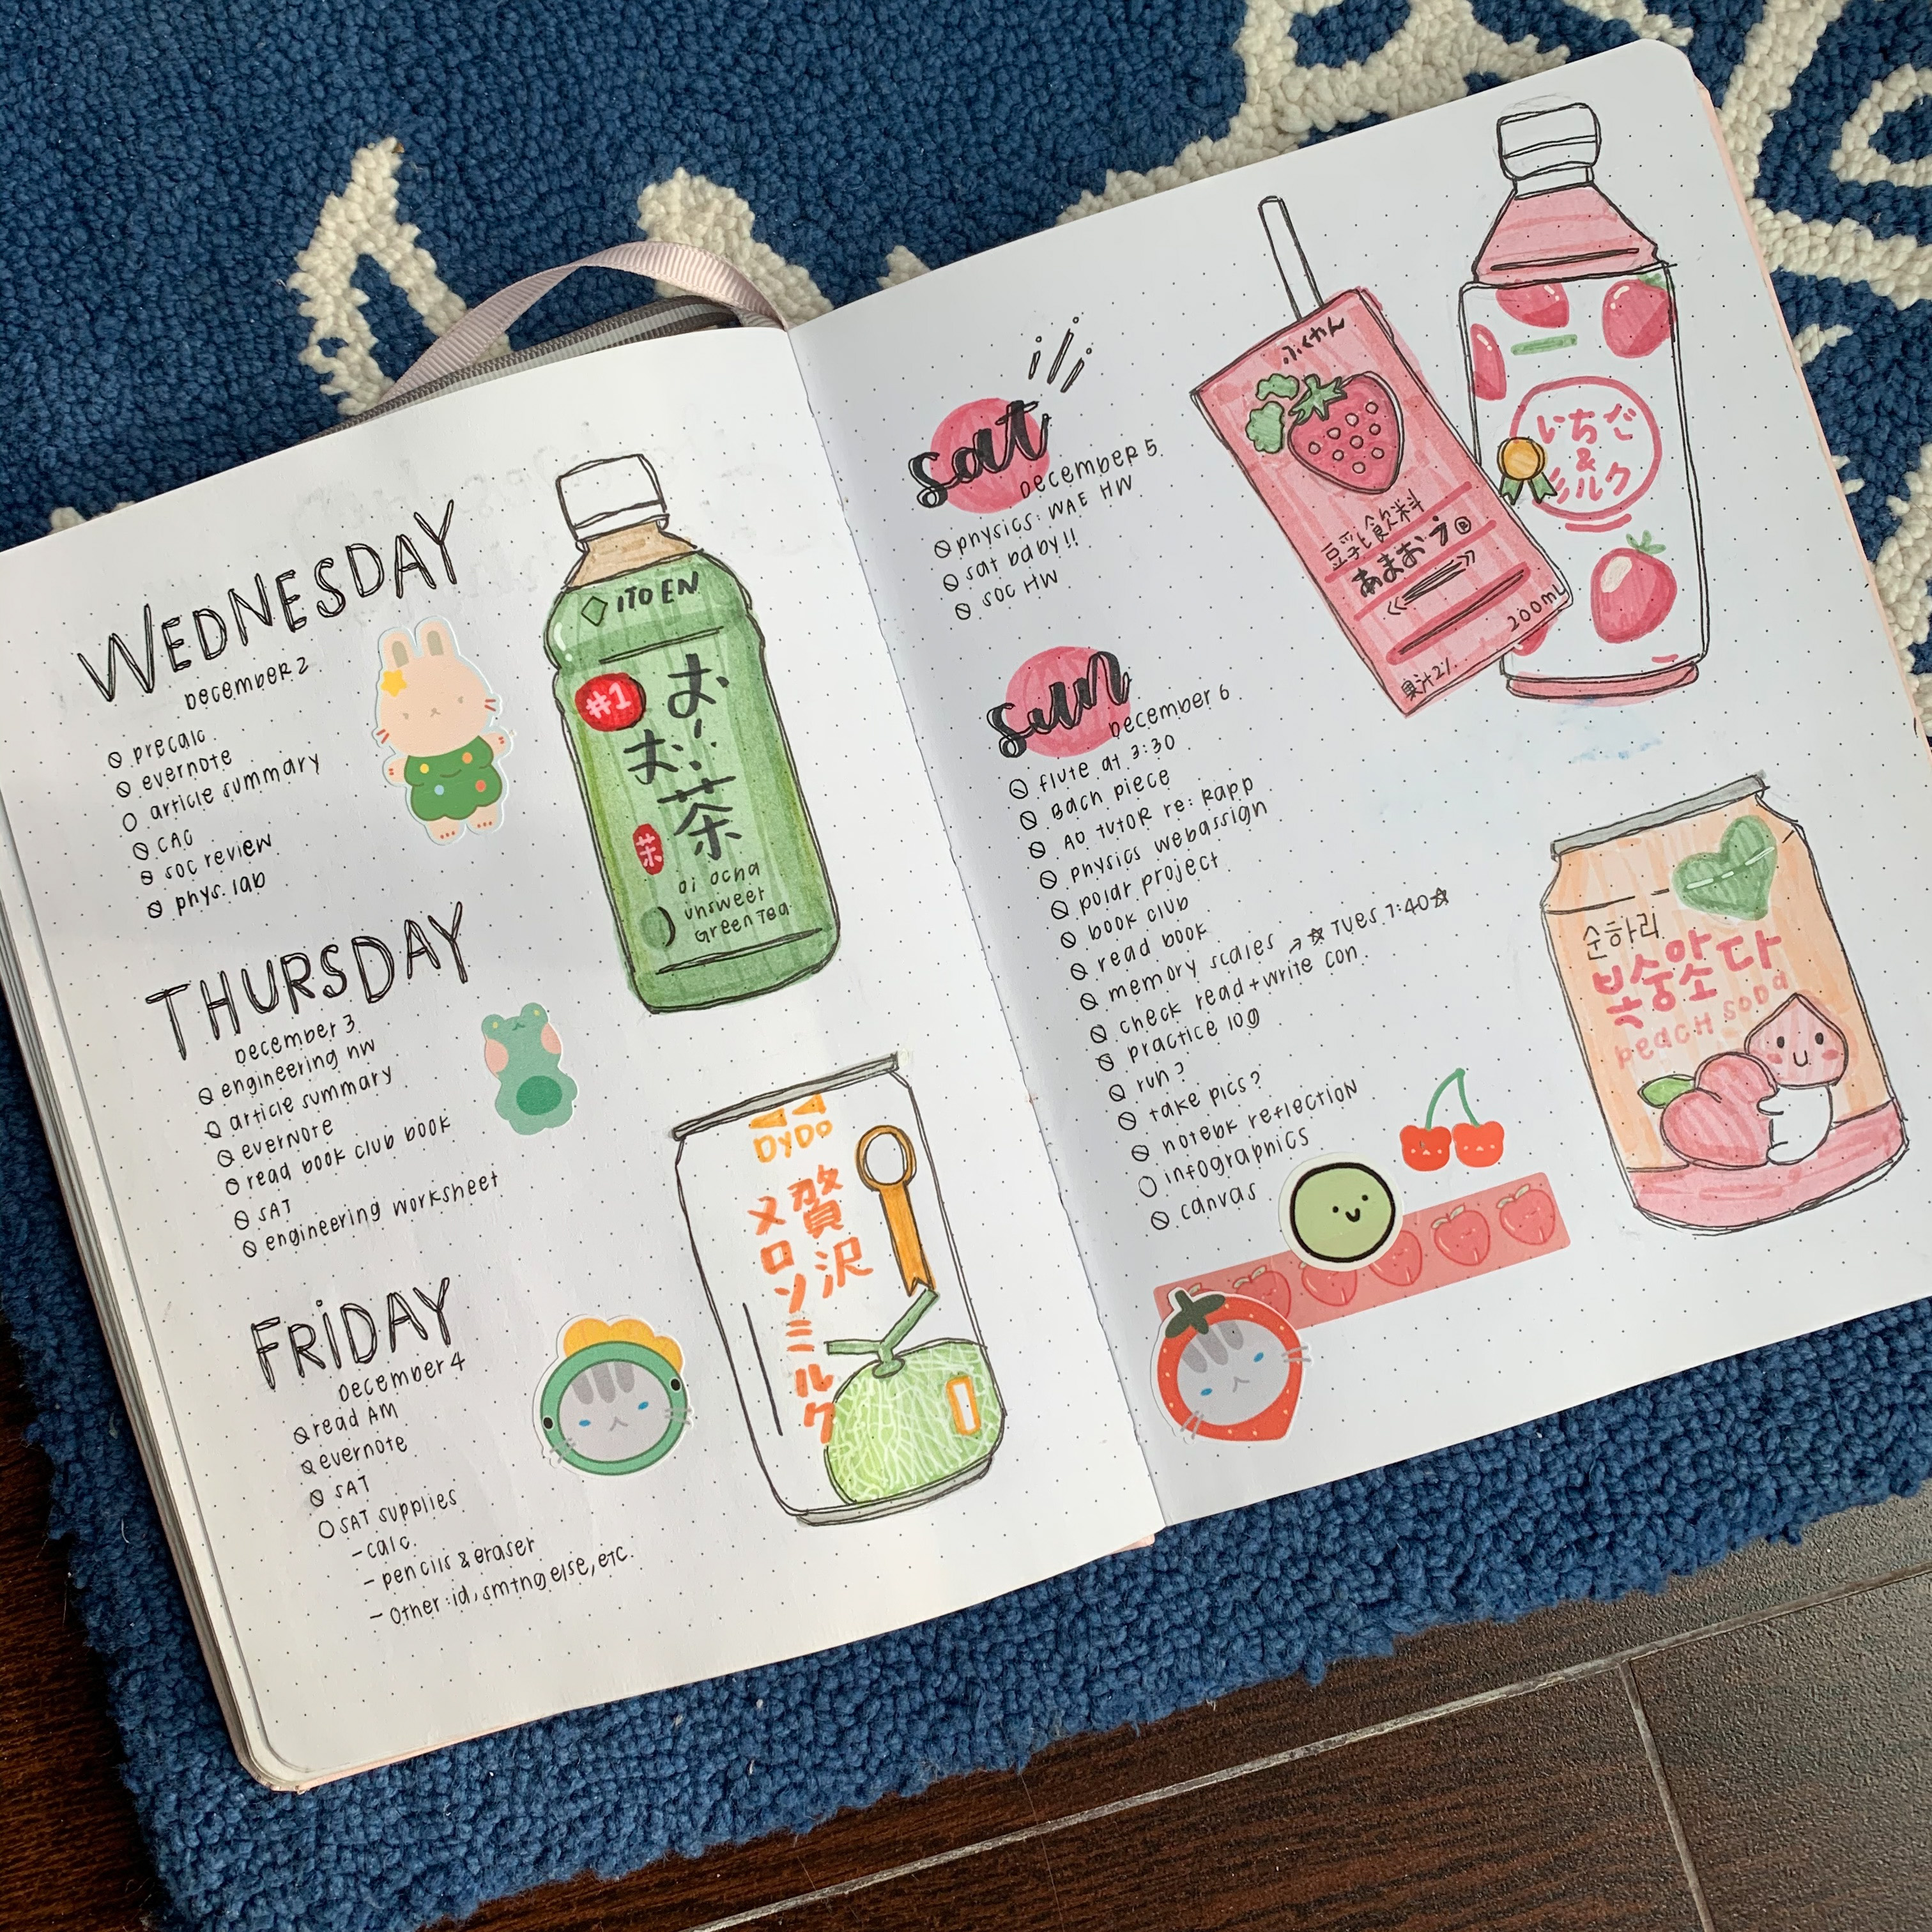 WEDNESDAY
DECEMBER 2
precalc
evernote
article summary
CAC
SOC review
phys. lab
THURSDAY
December 3
engineering hw
article summary
evernote
read book club book
SAT
engineering worksheet
FRIDAY
December 4
read AM
evernote
SAT
SAT supplies
- calc.
- pencils & eraser
- Other: id, smtng else, etc.
ITO EN
#1
お〜いお茶
茶
oi ocha
unsweet
Green Tea
DyDo
贅沢
メロンミルク
sat
December 5
physics: WAE HW
sat baby!!
SOC HW
sun
December 6
flute at 3:30
Bach piece
AO tutor re: Rapp
physics webassign
polar project
book club
read book
memory scales → ☆ Tues 7:40 ☆
check read + write con.
practice 10g
run?
take pics?
notebk reflection
infographics
canvas
ふくれん
豆乳飲料
あまおう®
200mL
果汁2%
いちご
&
ミルク
순하리
복숭앗다
peach soda